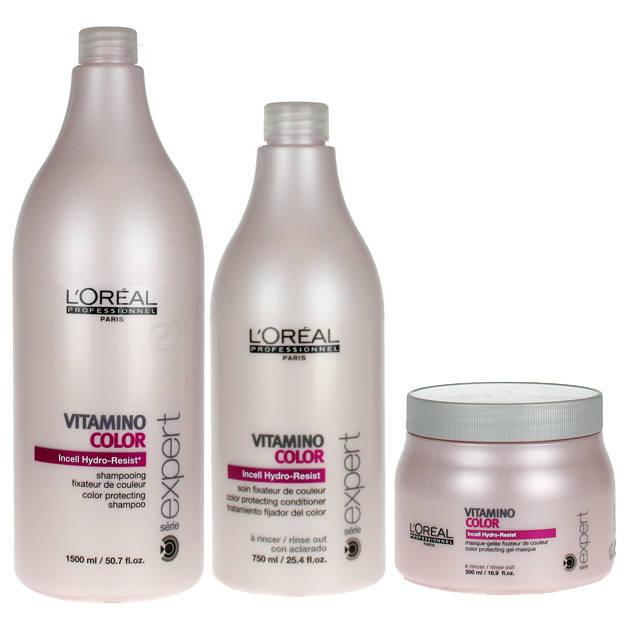 L'ORÉAL
PROFESSIONNEL
PARIS
VITAMINO
COLOR
Incell Hydro-Resist*
shampooing
fixateur de couleur
color protecting
shampoo
série expert
1500 ml / 50.7 fl.oz.
L'ORÉAL
PROFESSIONNEL
PARIS
VITAMINO
COLOR
Incell Hydro-Resist
soin fixateur de couleur
color protecting conditioner
tratamiento fijador del color
à rincer / rinse out
con aclarado
série expert
750 ml / 25.4 fl.oz.
L'ORÉAL
PROFESSIONNEL
PARIS
VITAMINO
COLOR
Incell Hydro-Resist
masque-gelée fixateur de couleur
color protecting gel-masque
à rincer / rinse out
500 ml / 16.9 fl.oz.
série expert